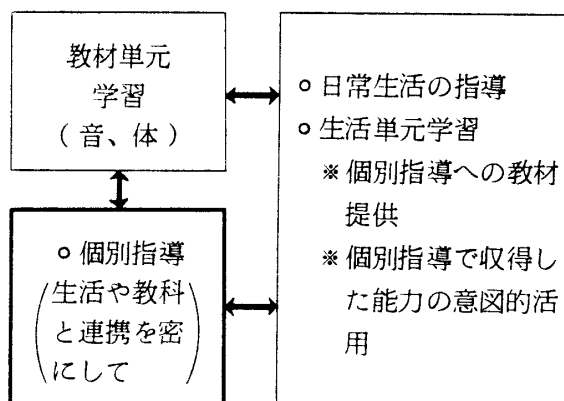 教材単元
学習
（音、体）
○個別指導
（生活や教科
と連携を密
にして）
○日常生活の指導
○生活単元学習
※個別指導への教材
提供
※個別指導で収得し
た能力の意図的活
用